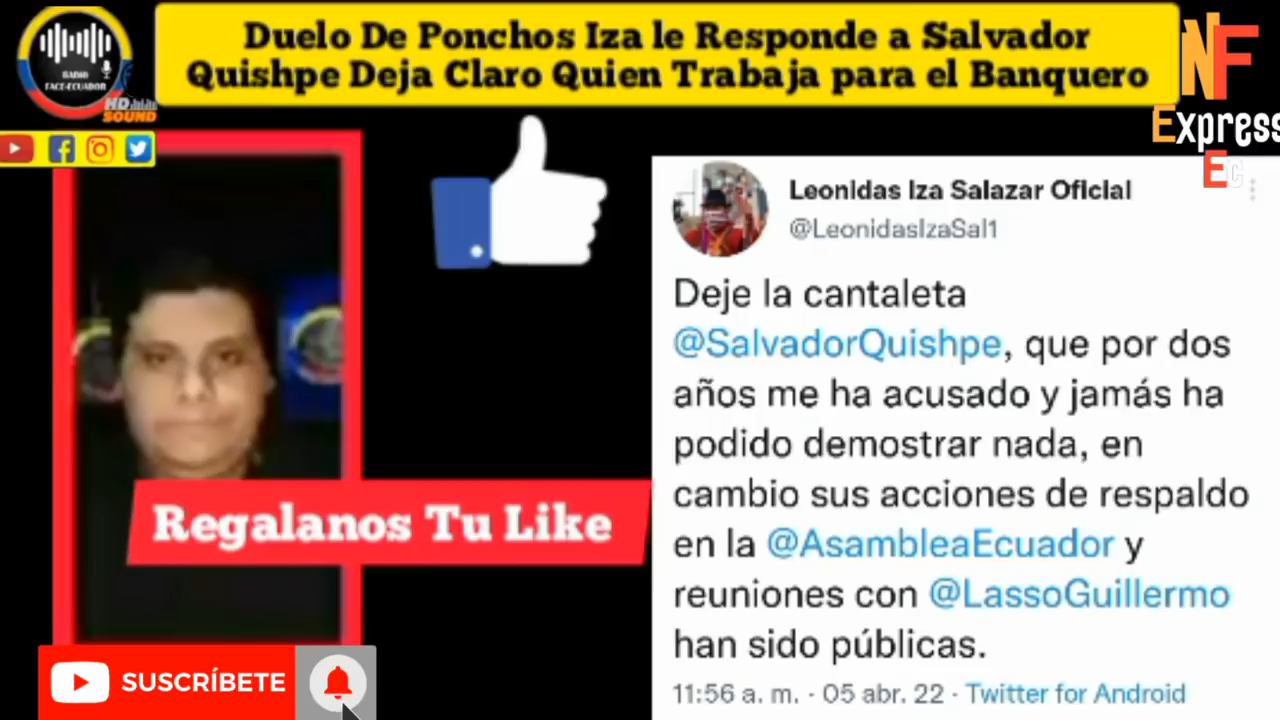 Duelo De Ponchos Iza le Responde a Salvador
Quishpe Deja Claro Quien Trabaja para el Banquero
RADIO
FACE-ECUADOR
HD
SOUND
NF
Express
Ec
Leonidas Iza Salazar Oficial
@LeonidasIzaSal1
Deje la cantaleta
@SalvadorQuishpe, que por dos
años me ha acusado y jamás ha
podido demostrar nada, en
cambio sus acciones de respaldo
en la @AsambleaEcuador y
reuniones con @LassoGuillermo
han sido públicas.
11:56 a. m. · 05 abr. 22 · Twitter for Android
Regalanos Tu Like
SUSCRÍBETE